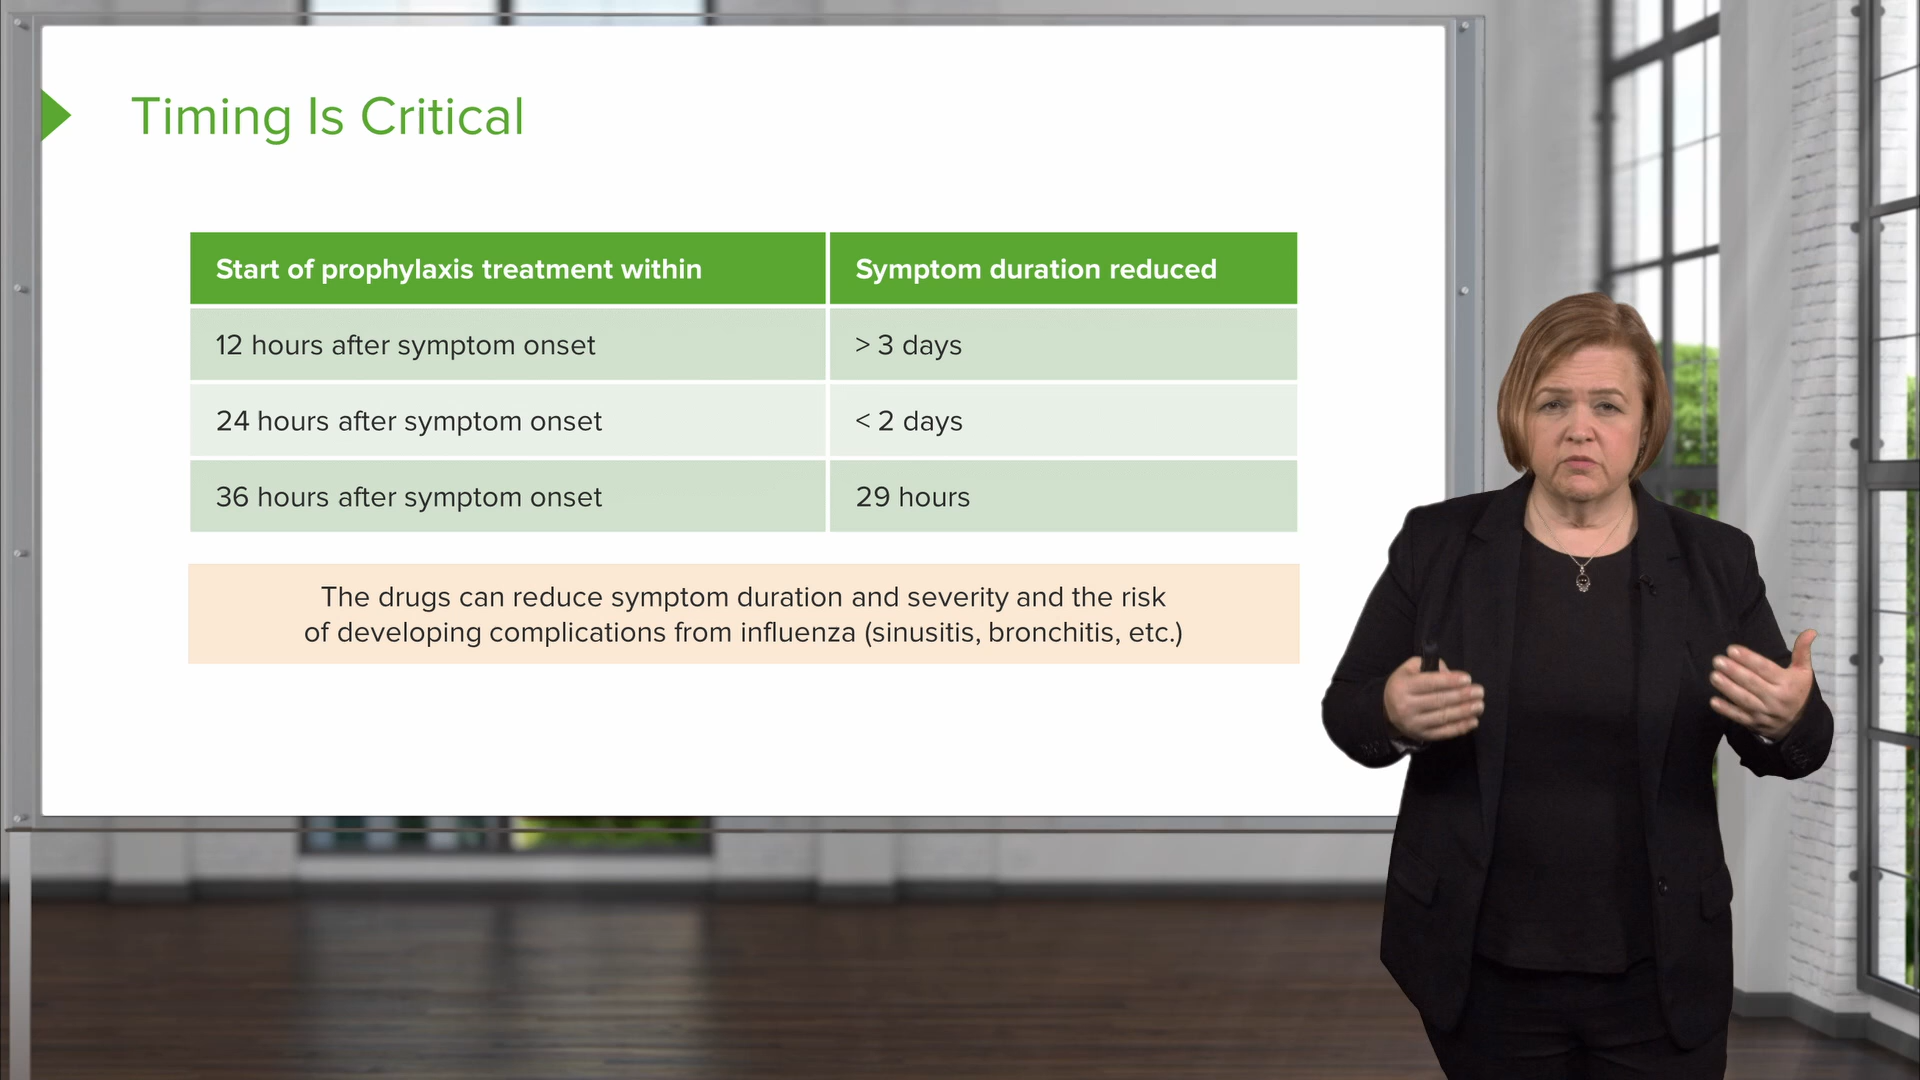 Timing Is Critical
Start of prophylaxis treatment within
Symptom duration reduced
12 hours after symptom onset
> 3 days
24 hours after symptom onset
< 2 days
36 hours after symptom onset
29 hours
The drugs can reduce symptom duration and severity and the risk
of developing complications from influenza (sinusitis, bronchitis, etc.)